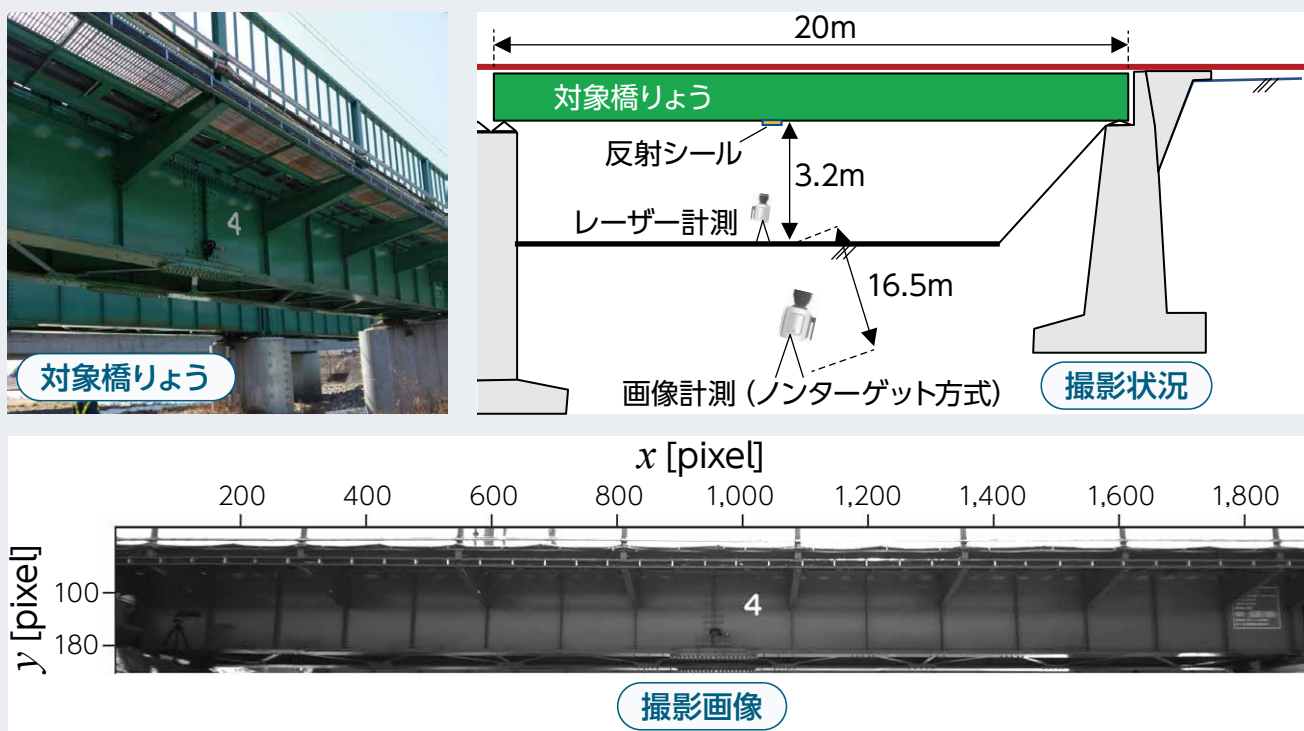 4
対象橋りょう
20m
対象橋りょう
反射シール
3.2m
レーザー計測
16.5m
画像計測（ノンターゲット方式）
撮影状況
x [pixel]
200 400 600 800 1,000 1,200 1,400 1,600 1,800
y [pixel]
100
180
4
撮影画像